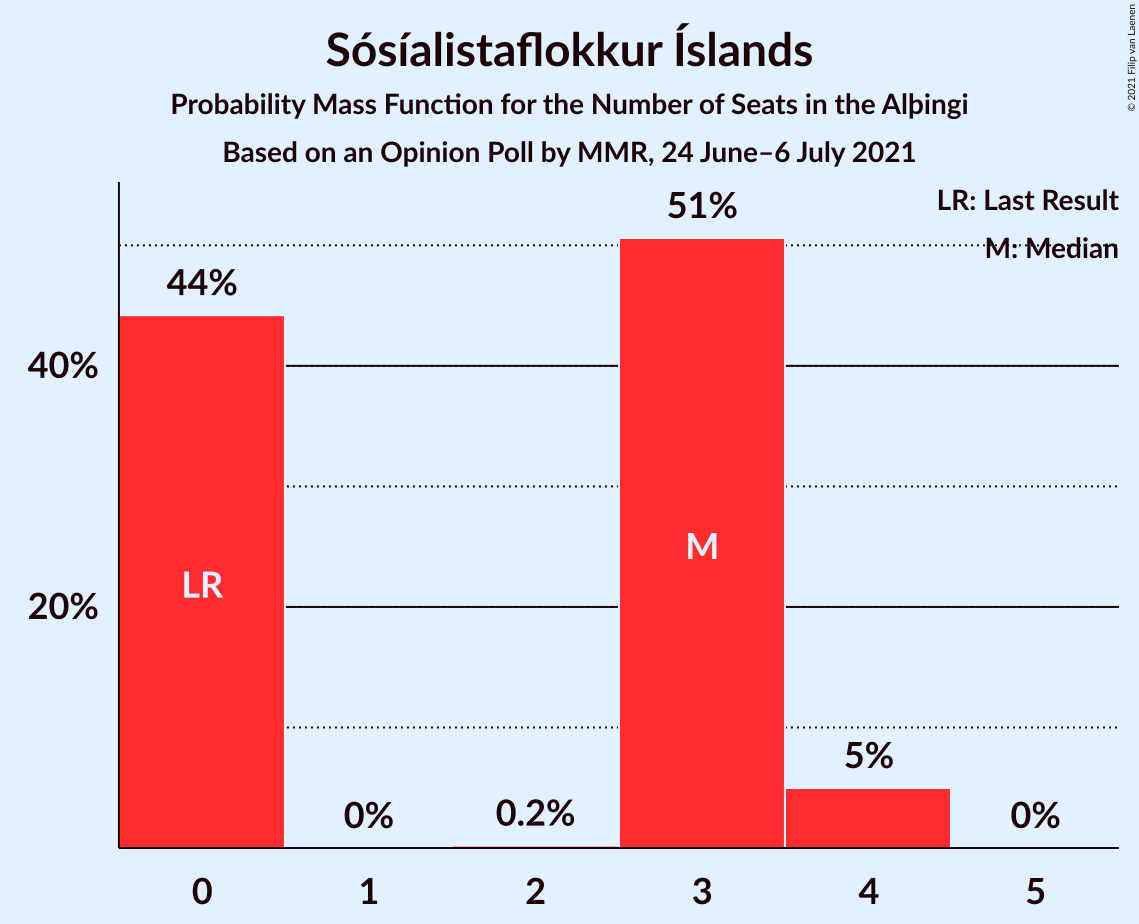 Sósíalistaflokkur Íslands
Probability Mass Function for the Number of Seats in the Alþingi
Based on an Opinion Poll by MMR, 24 June–6 July 2021
© 2021 Filip van Laenen
LR: Last Result
M: Median
51%
44%
40%
M
LR
20%
5%
0%
0.2%
0%
0
1
2
3
4
5